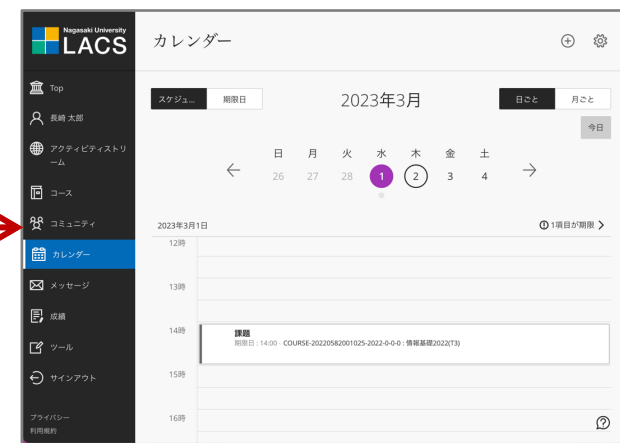 Nagasaki University
LACS
Top
長崎 太郎
アクティビティストリ
ーム
コース
コミュニティ
カレンダー
メッセージ
成績
ツール
サインアウト
プライバシー
利用規約
カレンダー
スケジュ...
期限日
2023年3月
日ごと
月ごと
今日
日 月 火 水 木 金 土
26 27 28 1 2 3 4
2023年3月1日
1項目が期限
12時
13時
14時
課題
期限日 : 14:00 - COURSE-20220582001025-2022-0-0-0 : 情報基礎2022(T3)
15時
16時